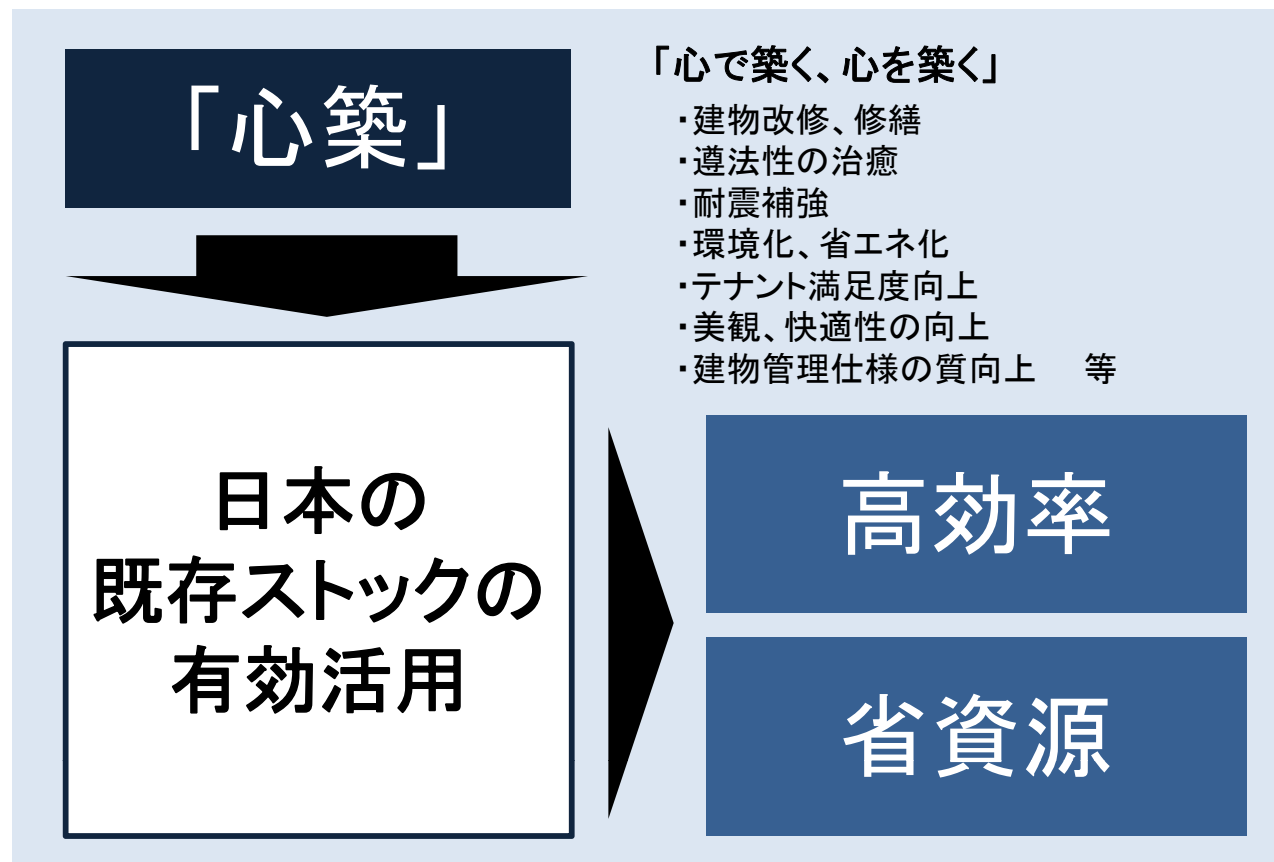 「心築」
「心で築く、心を築く」
・建物改修、修繕
・遵法性の治癒
・耐震補強
・環境化、省エネ化
・テナント満足度向上
・美観、快適性の向上
・建物管理仕様の質向上　等
日本の
既存ストックの
有効活用
高効率
省資源